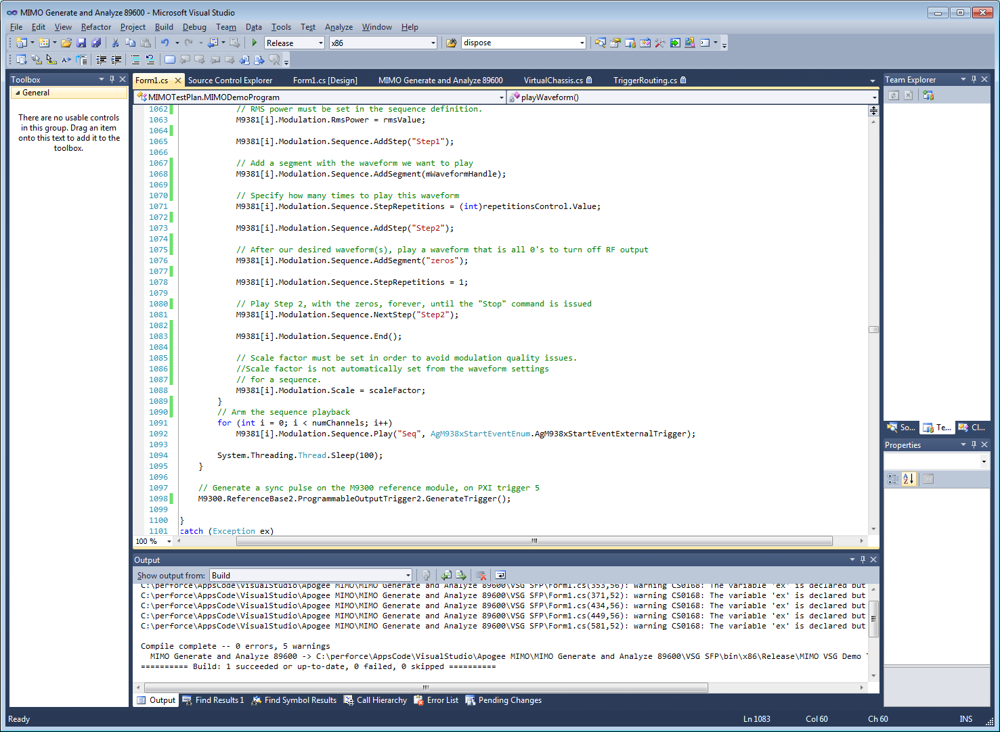 MIMO Generate and Analyze 89600 - Microsoft Visual Studio
File Edit View Refactor Project Build Debug Team Data Tools Test Analyze Window Help
Release x86 dispose
Toolbox
General
There are no usable controls
in this group. Drag an item
onto this text to add it to the
toolbox.
Form1.cs Source Control Explorer Form1.cs [Design] MIMO Generate and Analyze 89600 VirtualChassis.cs TriggerRouting.cs
MIMOTestPlan.MIMODemoProgram playWaveform()
1062 // RMS power must be set in the sequence definition.
1063 M9381[i].Modulation.RmsPower = rmsValue;
1064
1065 M9381[i].Modulation.Sequence.AddStep("Step1");
1066
1067 // Add a segment with the waveform we want to play
1068 M9381[i].Modulation.Sequence.AddSegment(mWaveformHandle);
1069
1070 // Specify how many times to play this waveform
1071 M9381[i].Modulation.Sequence.StepRepetitions = (int)repetitionsControl.Value;
1072
1073 M9381[i].Modulation.Sequence.AddStep("Step2");
1074
1075 // After our desired waveform(s), play a waveform that is all 0's to turn off RF output
1076 M9381[i].Modulation.Sequence.AddSegment("zeros");
1077
1078 M9381[i].Modulation.Sequence.StepRepetitions = 1;
1079
1080 // Play Step 2, with the zeros, forever, until the "Stop" command is issued
1081 M9381[i].Modulation.Sequence.NextStep("Step2");
1082
1083 M9381[i].Modulation.Sequence.End();
1084
1085 // Scale factor must be set in order to avoid modulation quality issues.
1086 //Scale factor is not automatically set from the waveform settings
1087 // for a sequence.
1088 M9381[i].Modulation.Scale = scaleFactor;
1089 }
1090 // Arm the sequence playback
1091 for (int i = 0; i < numChannels; i++)
1092 M9381[i].Modulation.Sequence.Play("Seq", AgM938xStartEventEnum.AgM938xStartEventExternalTrigger);
1093
1094 System.Threading.Thread.Sleep(100);
1095 }
1096
1097 // Generate a sync pulse on the M9300 reference module, on PXI trigger 5
1098 M9300.ReferenceBase2.ProgrammableOutputTrigger2.GenerateTrigger();
1099
1100 }
1101 catch (Exception ex)
100 %
Output
Show output from: Build
C:\perforce\AppsCode\VisualStudio\Apogee MIMO\MIMO Generate and Analyze 89600\VSG SFP\Form1.cs(353,56): warning CS0168: The variable 'ex' is declared but
C:\perforce\AppsCode\VisualStudio\Apogee MIMO\MIMO Generate and Analyze 89600\VSG SFP\Form1.cs(371,52): warning CS0168: The variable 'ex' is declared but
C:\perforce\AppsCode\VisualStudio\Apogee MIMO\MIMO Generate and Analyze 89600\VSG SFP\Form1.cs(434,56): warning CS0168: The variable 'ex' is declared but
C:\perforce\AppsCode\VisualStudio\Apogee MIMO\MIMO Generate and Analyze 89600\VSG SFP\Form1.cs(449,56): warning CS0168: The variable 'ex' is declared but
C:\perforce\AppsCode\VisualStudio\Apogee MIMO\MIMO Generate and Analyze 89600\VSG SFP\Form1.cs(581,52): warning CS0168: The variable 'ex' is declared but
Compile complete -- 0 errors, 5 warnings
MIMO Generate and Analyze 89600 -> C:\perforce\AppsCode\VisualStudio\Apogee MIMO\MIMO Generate and Analyze 89600\VSG SFP\bin\x86\Release\MIMO VSG Demo
========== Build: 1 succeeded or up-to-date, 0 failed, 0 skipped ==========
Output Find Results 1 Find Symbol Results Call Hierarchy Error List Pending Changes
Team Explorer
So... Te... Cl...
Properties
Ready Ln 1083 Col 60 Ch 60 INS